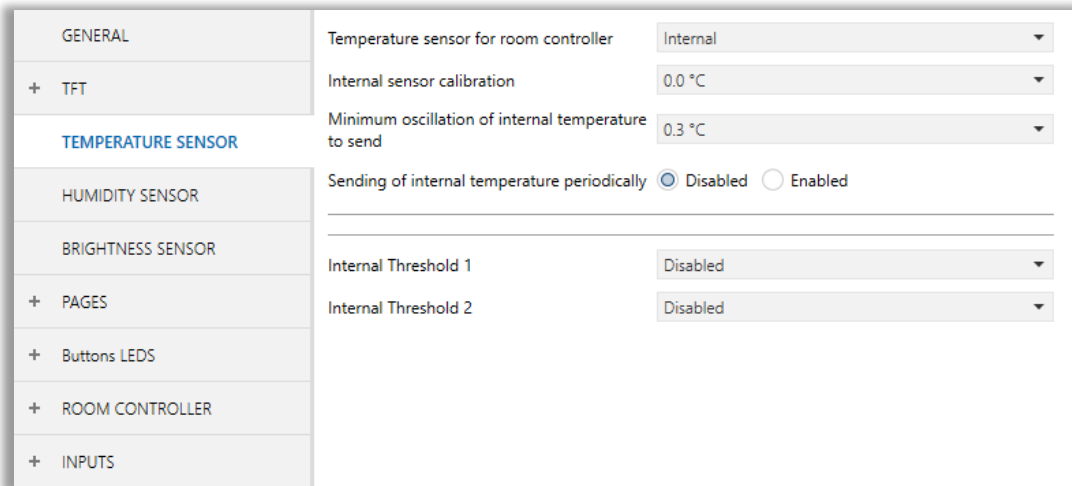 GENERAL
+ TFT
TEMPERATURE SENSOR
HUMIDITY SENSOR
BRIGHTNESS SENSOR
+ PAGES
+ Buttons LEDS
+ ROOM CONTROLLER
+ INPUTS
Temperature sensor for room controller Internal
Internal sensor calibration 0.0 °C
Minimum oscillation of internal temperature
to send 0.3 °C
Sending of internal temperature periodically Disabled Enabled
Internal Threshold 1 Disabled
Internal Threshold 2 Disabled